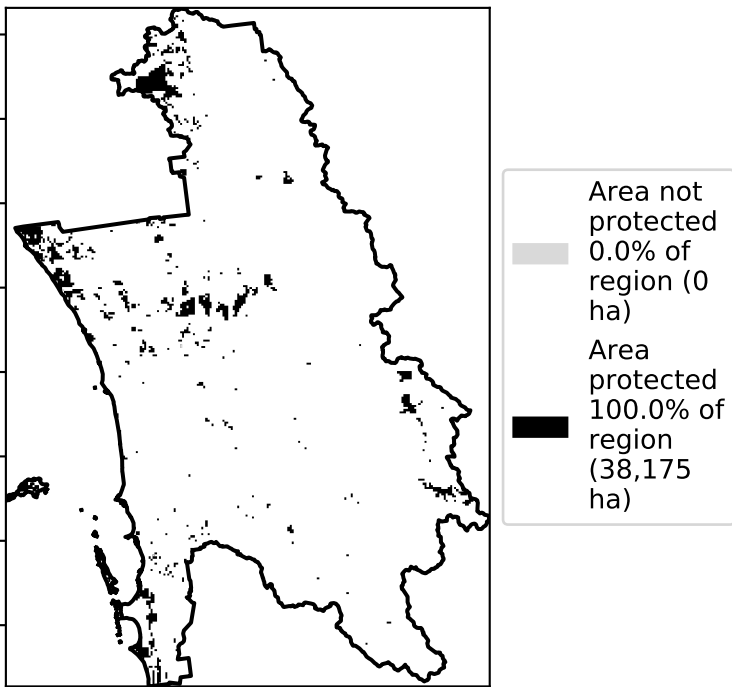 Area not
protected
0.0% of
region (0
ha)
Area
protected
100.0% of
region
(38,175
ha)